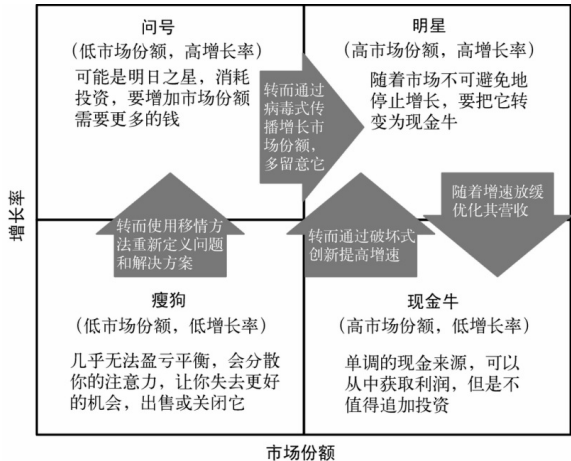 问号
(低市场份额，高增长率)
可能是明日之星，消耗
投资，要增加市场份额
需要更多的钱
转而通过
病毒式传
播增长市
场份额，
多留意它
明星
(高市场份额，高增长率)
随着市场不可避免地
停止增长，要把它转
变为现金牛
增长率
转而使用移情方
法重新定义问题
和解决方案
转而通过破坏式
创新提高增速
随着增速放缓
优化其营收
瘦狗
(低市场份额，低增长率)
几乎无法盈亏平衡，会分散
你的注意力，让你失去更好
的机会，出售或关闭它
现金牛
(高市场份额，低增长率)
单调的现金来源，可以
从中获取利润，但是不
值得追加投资
市场份额